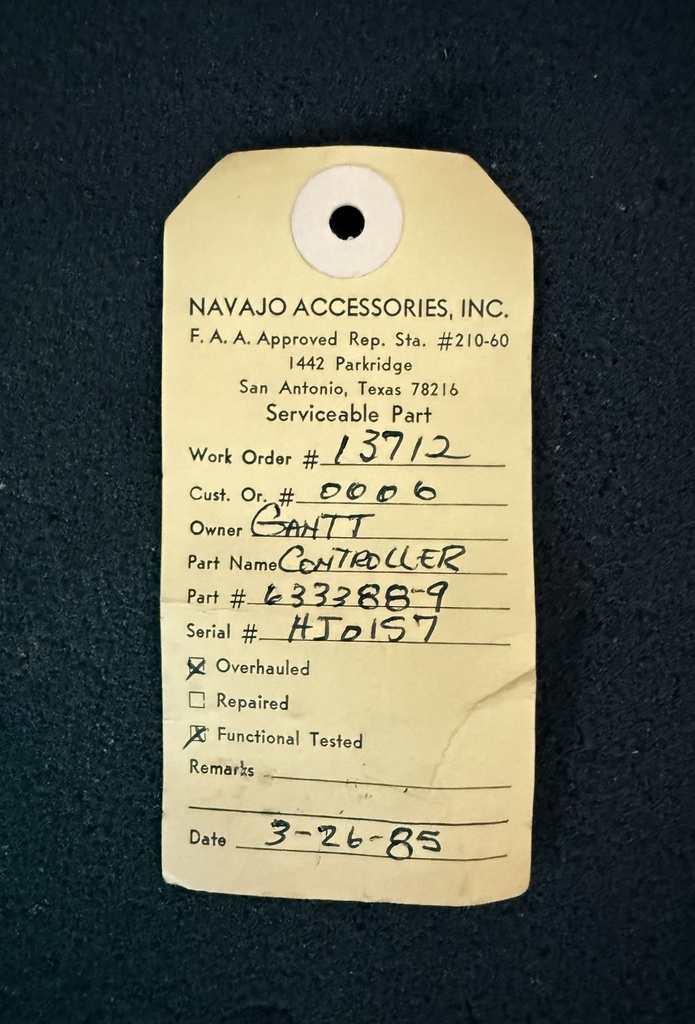 NAVAJO ACCESSORIES, INC.
F. A. A. Approved Rep. Sta. #210-60
1442 Parkridge
San Antonio, Texas 78216
Serviceable Part
Work Order # 13712
Cust. Or. # 0006
Owner GANTT
Part Name CONTROLLER
Part # 633388-9
Serial # HJ0157
Overhauled
Repaired
Functional Tested
Remarks
Date 3-26-85